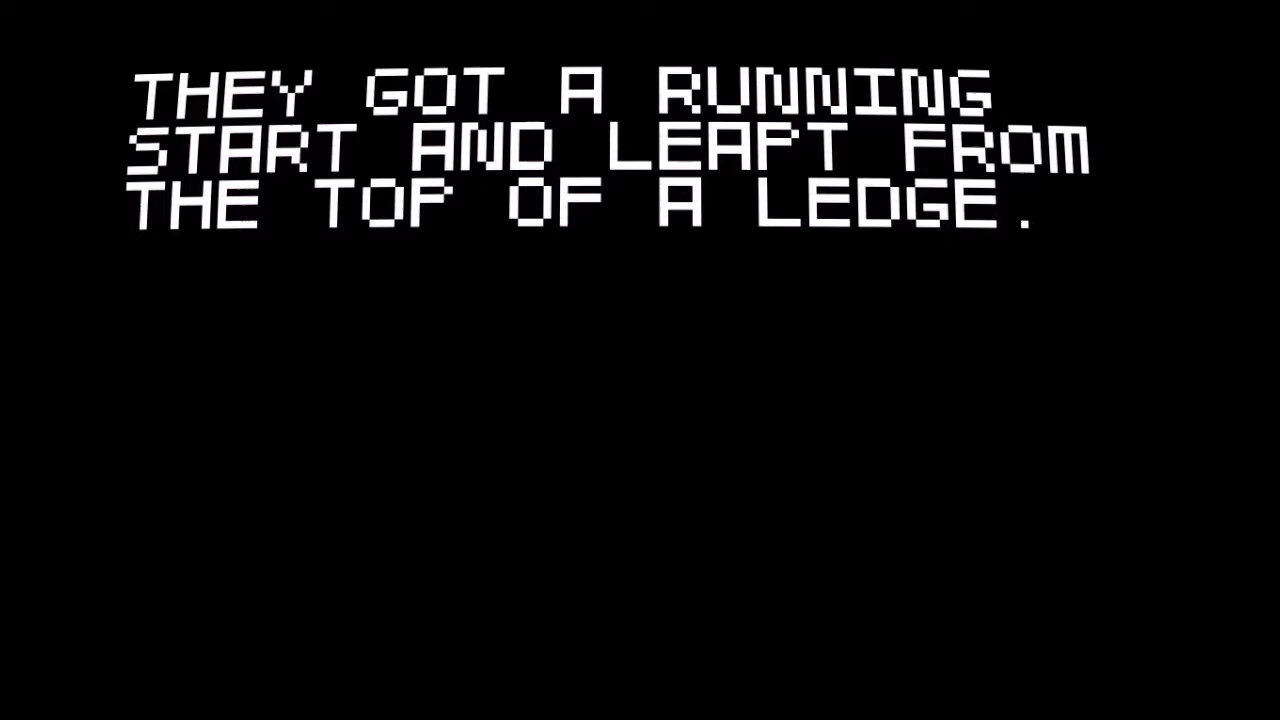 THEY GOT A RUNNING
START AND LEAPT FROM
THE TOP OF A LEDGE.